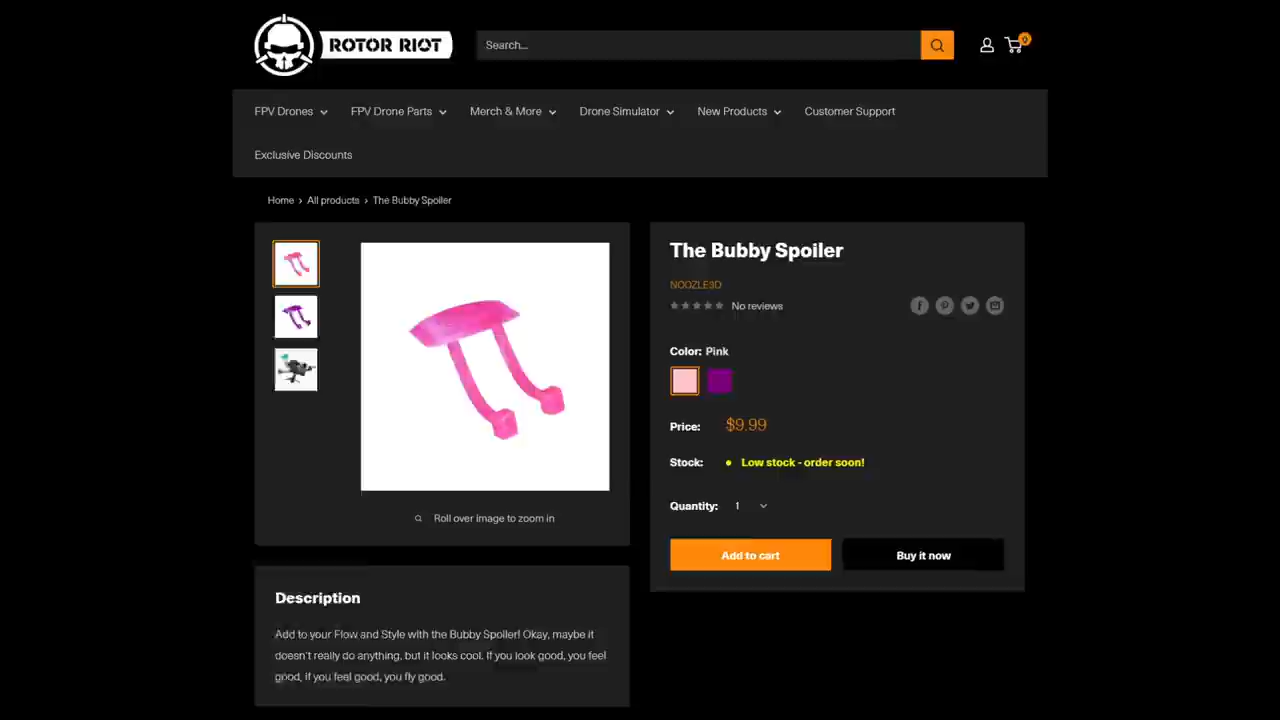 ROTOR RIOT
Search...
0
FPV Drones
FPV Drone Parts
Merch & More
Drone Simulator
New Products
Customer Support
Exclusive Discounts
Home › All products › The Bubby Spoiler
The Bubby Spoiler
NOOZLE3D
No reviews
Color: Pink
Price: $9.99
Stock: Low stock - order soon!
Quantity: 1
Add to cart
Buy it now
Roll over image to zoom in
Description
Add to your Flow and Style with the Bubby Spoiler! Okay, maybe it
doesn't really do anything, but it looks cool. If you look good, you feel
good, if you feel good, you fly good.